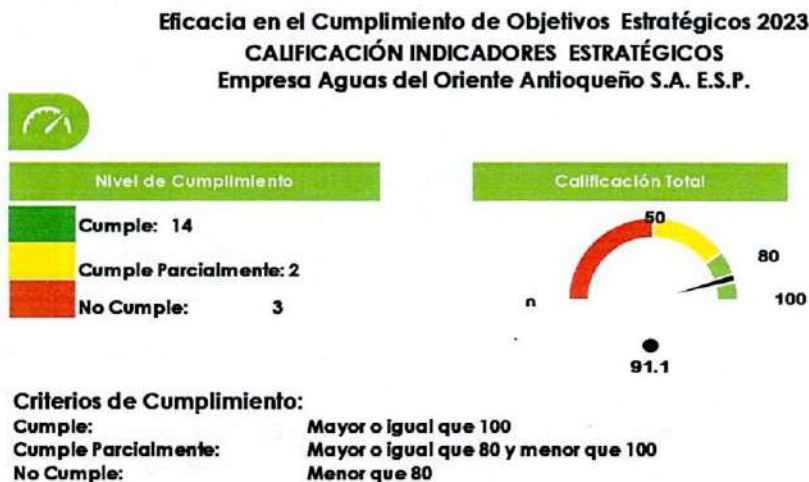 Eficacia en el Cumplimiento de Objetivos Estratégicos 2023
CALIFICACIÓN INDICADORES ESTRATÉGICOS
Empresa Aguas del Oriente Antioqueño S.A. E.S.P.
Nivel de Cumplimiento
Cumple: 14
Cumple Parcialmente: 2
No Cumple: 3
Calificación Total
50
80
n
100
91.1
Criterios de Cumplimiento:
Cumple: Mayor o igual que 100
Cumple Parcialmente: Mayor o igual que 80 y menor que 100
No Cumple: Menor que 80